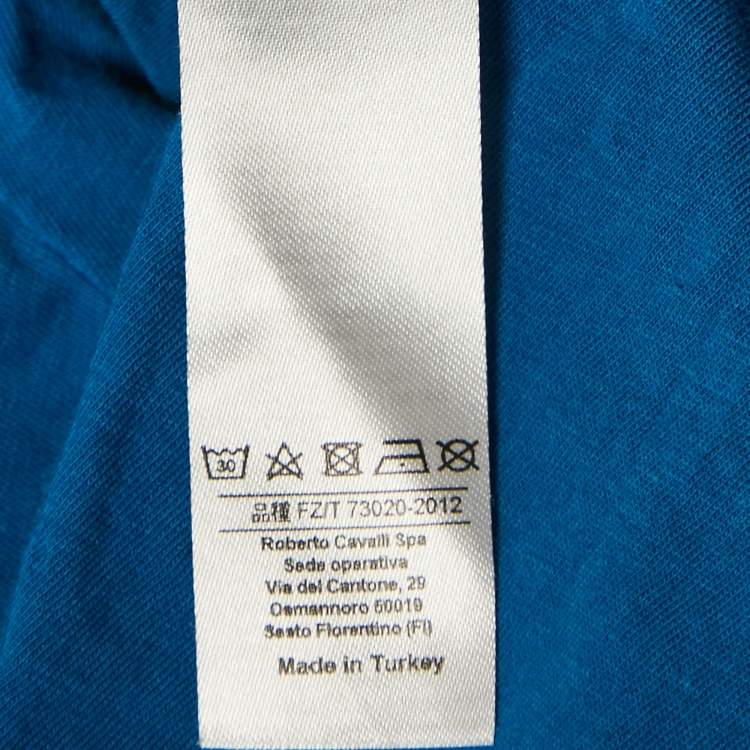 30
品種 FZ/T 73020-2012
Roberto Cavalli Spa
Sede operativa
Via del Cantone, 29
Osmannoro 50019
Sesto Fiorentino (FI)
Made in Turkey